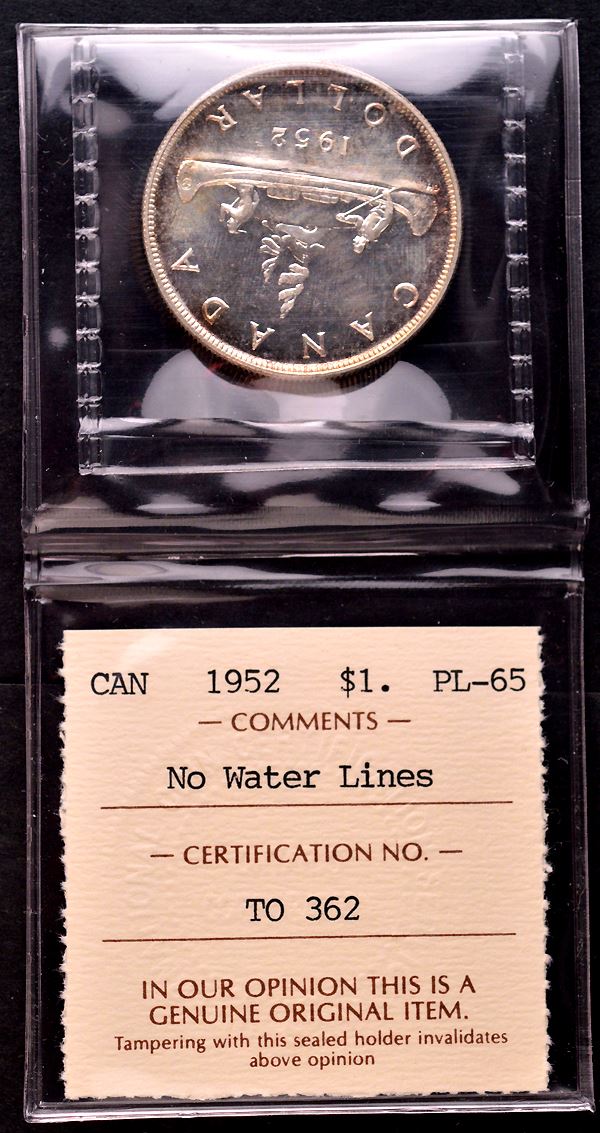 CANADA
1952
DOLLAR
CAN 1952 $1. PL-65
— COMMENTS —
No Water Lines
— CERTIFICATION NO. —
TO 362
IN OUR OPINION THIS IS A
GENUINE ORIGINAL ITEM.
Tampering with this sealed holder invalidates
above opinion